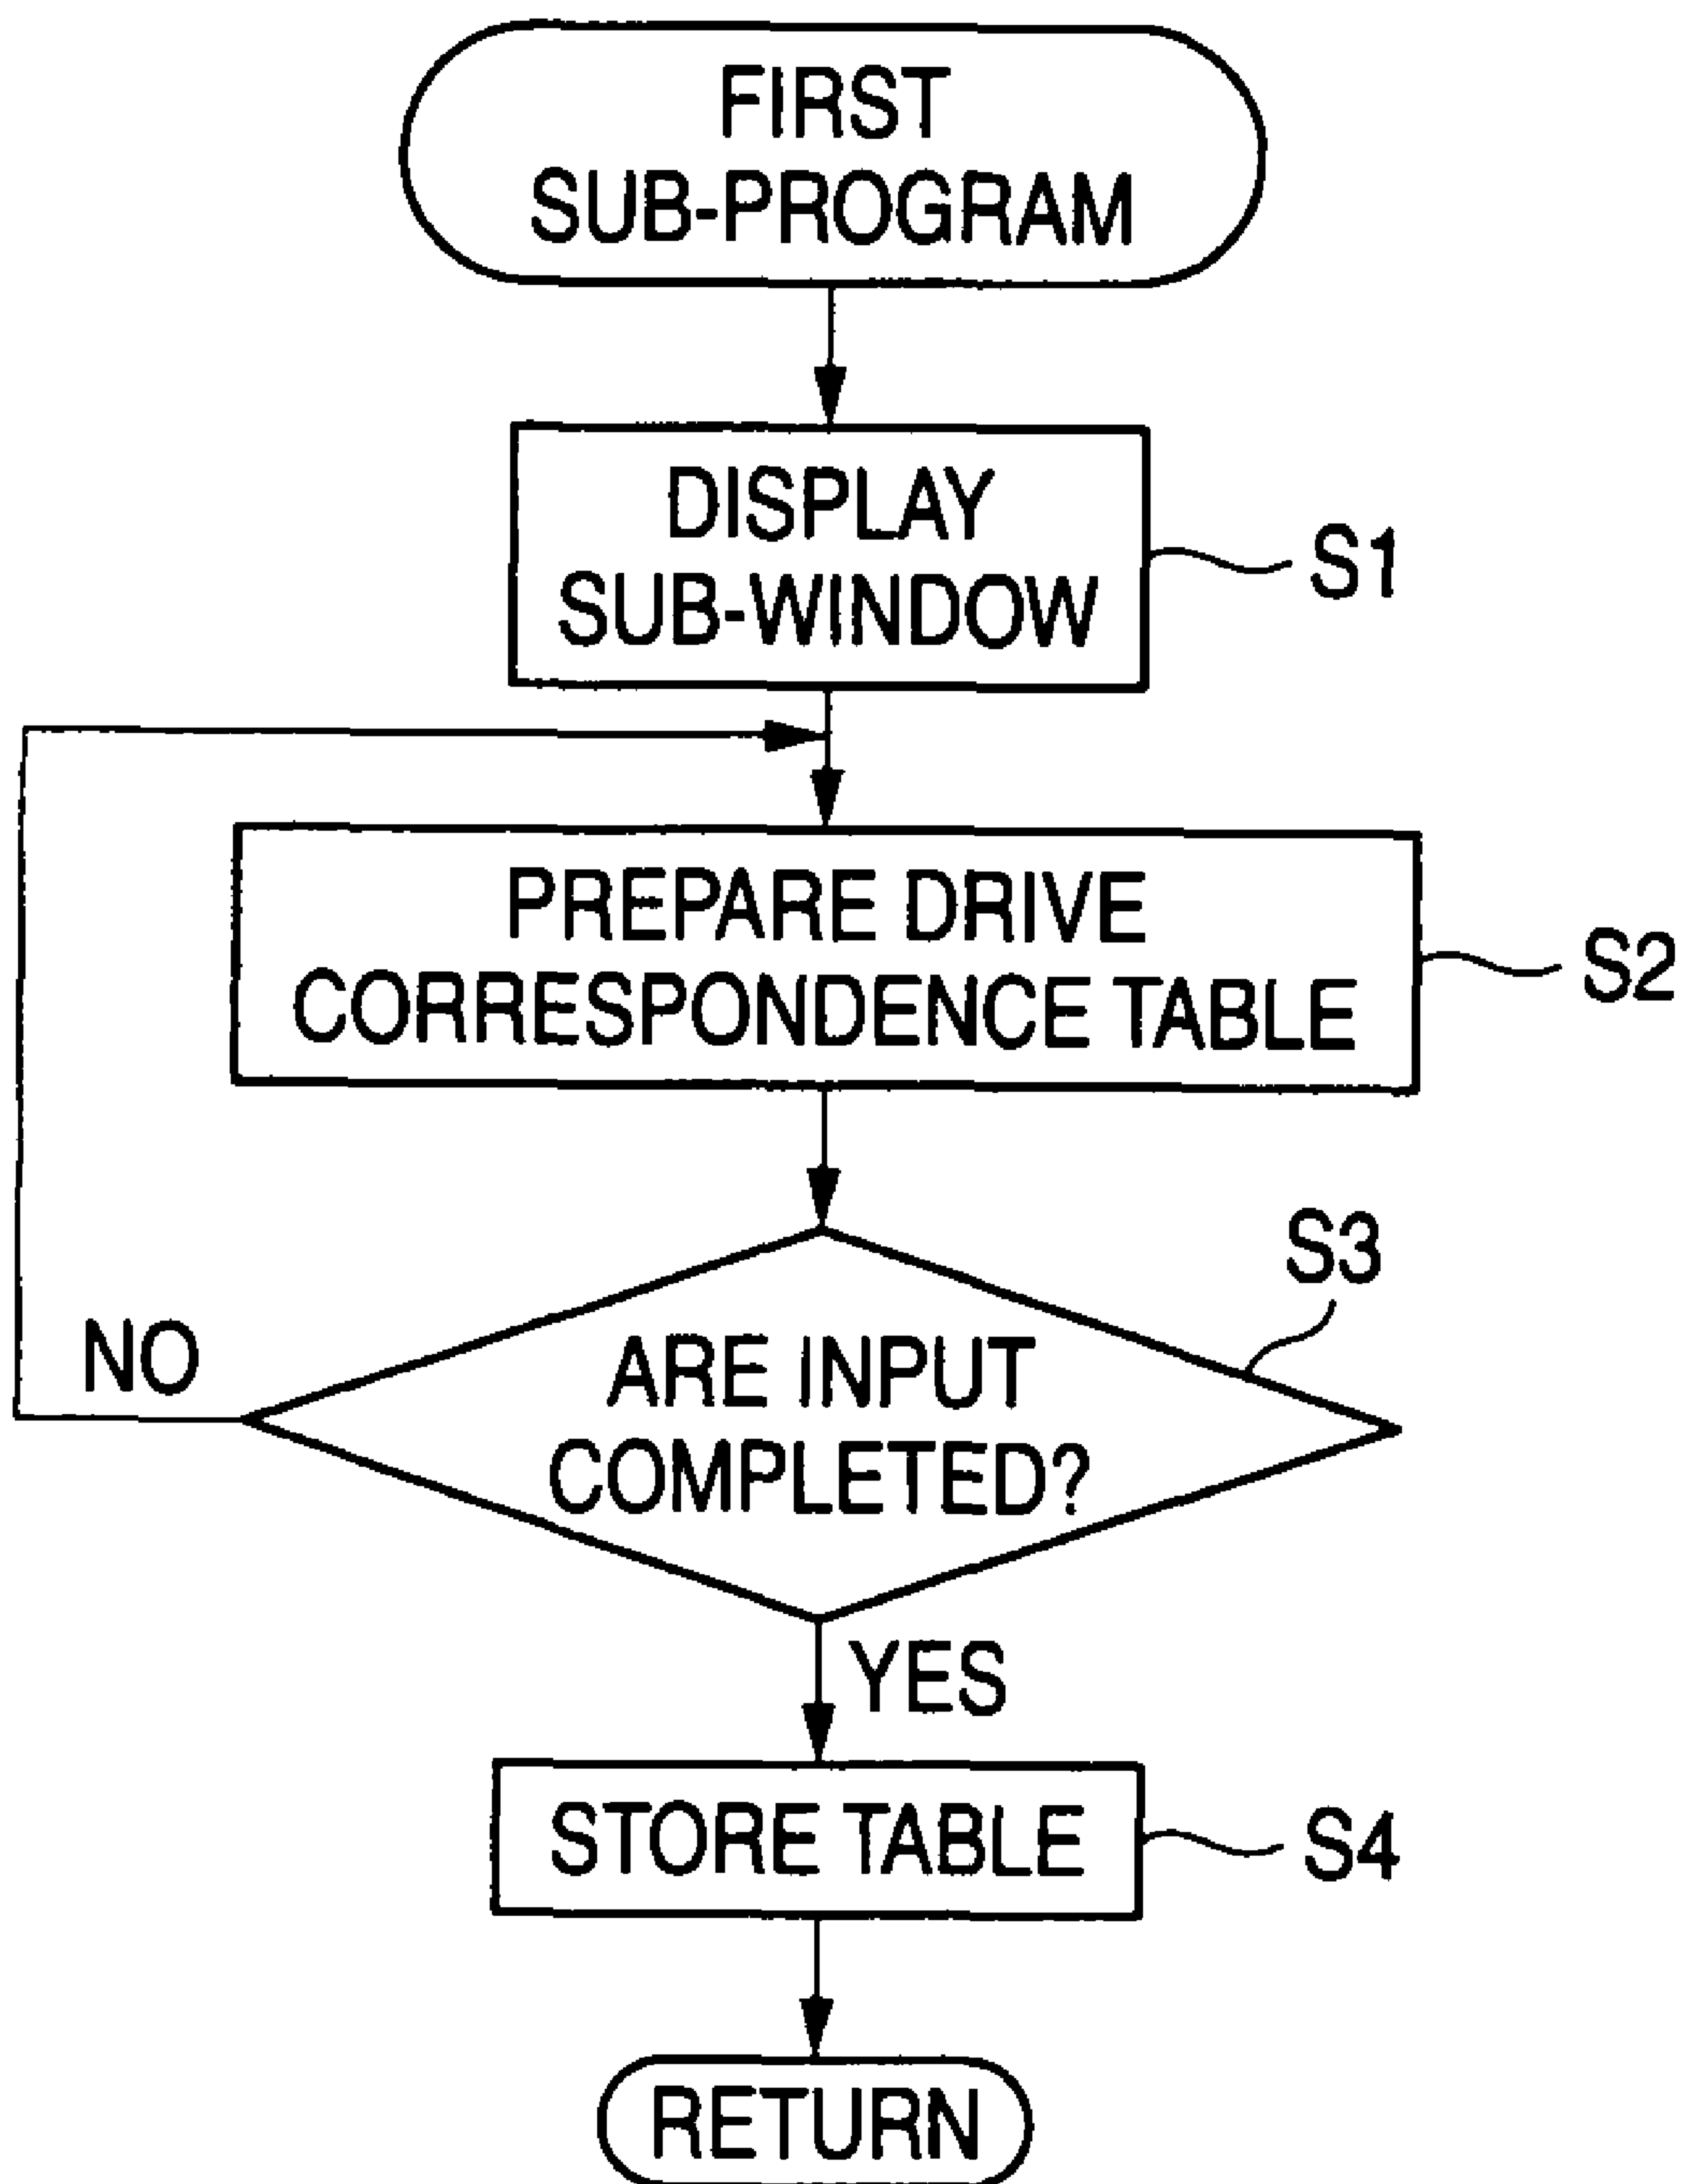 FIRST
SUB-PROGRAM
DISPLAY
SUB-WINDOW
S1
PREPARE DRIVE
CORRESPONDENCE TABLE
S2
S3
ARE INPUT
COMPLETED?
NO
YES
STORE TABLE
S4
RETURN